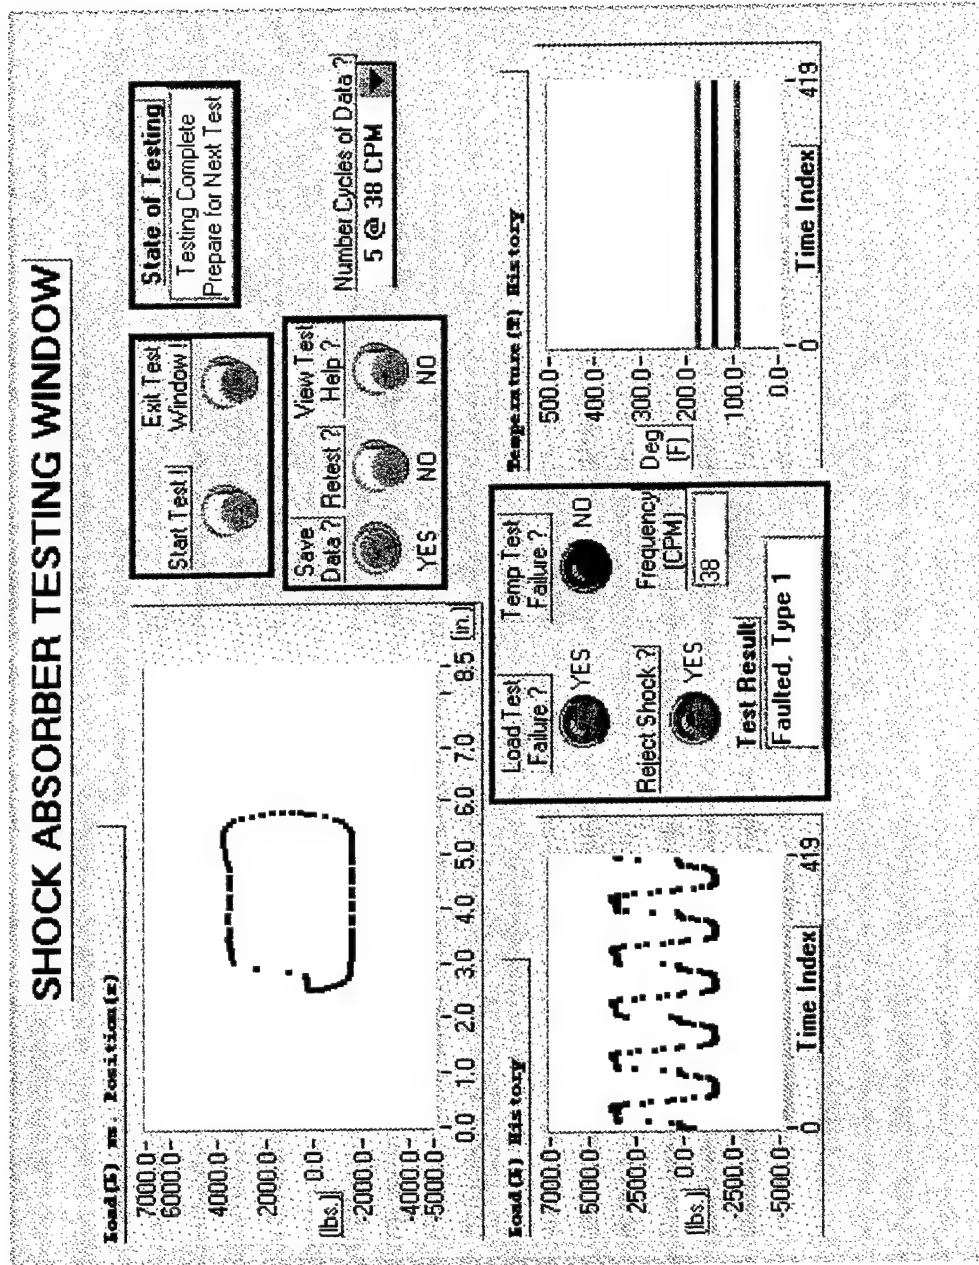 SHOCK ABSORBER TESTING WINDOW
Load(L) vs. Position(x)
7000.0-
6000.0-
4000.0-
2000.0-
0.0-
-2000.0-
-4000.0-
-5000.0-
(lbs.)
0.0 1.0 2.0 3.0 4.0 5.0 6.0 7.0 8.5 (in.)
Start Test!
Exit Test
Window !
State of Testing
Testing Complete
Prepare for Next Test
Save
Data ?
YES
Retest ?
NO
View Test
Help ?
NO
Number Cycles of Data ?
5 @ 38 CPM
Load(L) History
7000.0-
5000.0-
2500.0-
0.0-
-2500.0-
-5000.0-
(lbs.)
0 419
Time Index
Load Test
Failure ?
YES
Temp Test
Failure ?
NO
Reject Shock ?
YES
Frequency
(CPM)
38
Test Result
Faulted, Type 1
Temperature(T) History
500.0-
400.0-
300.0-
200.0-
100.0-
0.0-
Deg
(F)
0 419
Time Index